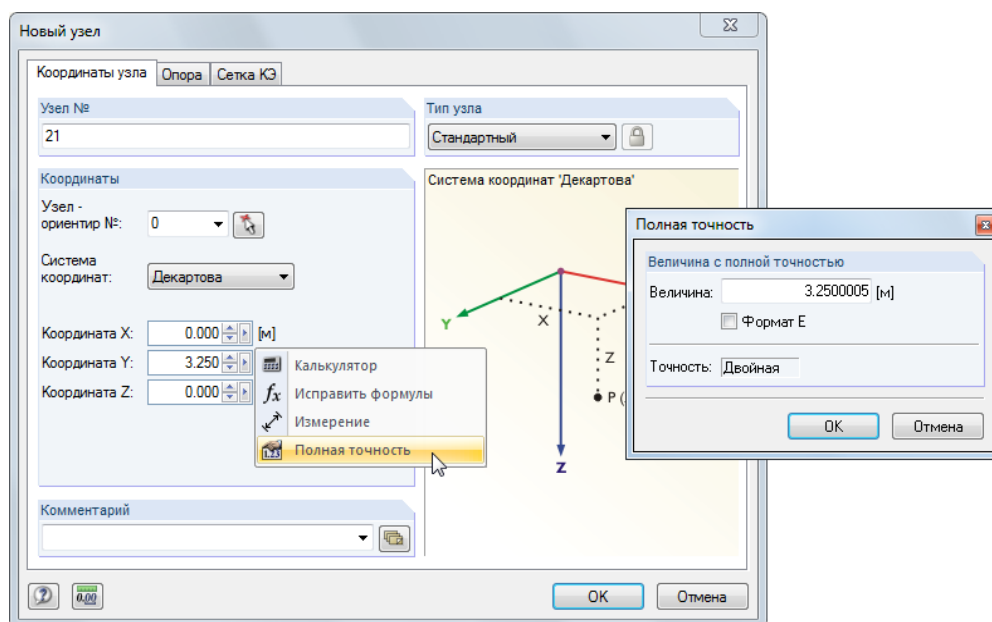 Новый узел
Координаты узла
Опора
Сетка КЭ
Узел №
21
Тип узла
Стандартный
Координаты
Узел -
ориентир №:
0
Система
координат:
Декартова
Координата X:
0.000
[м]
Координата Y:
3.250
Координата Z:
0.000
Калькулятор
fx
Исправить формулы
Измерение
1.23
Полная точность
Система координат 'Декартова'
Y
X
Z
P (
Z
Полная точность
Величина с полной точностью
Величина:
3.2500005
[м]
Формат E
Точность:
Двойная
OK
Отмена
Комментарий
0.00
OK
Отмена